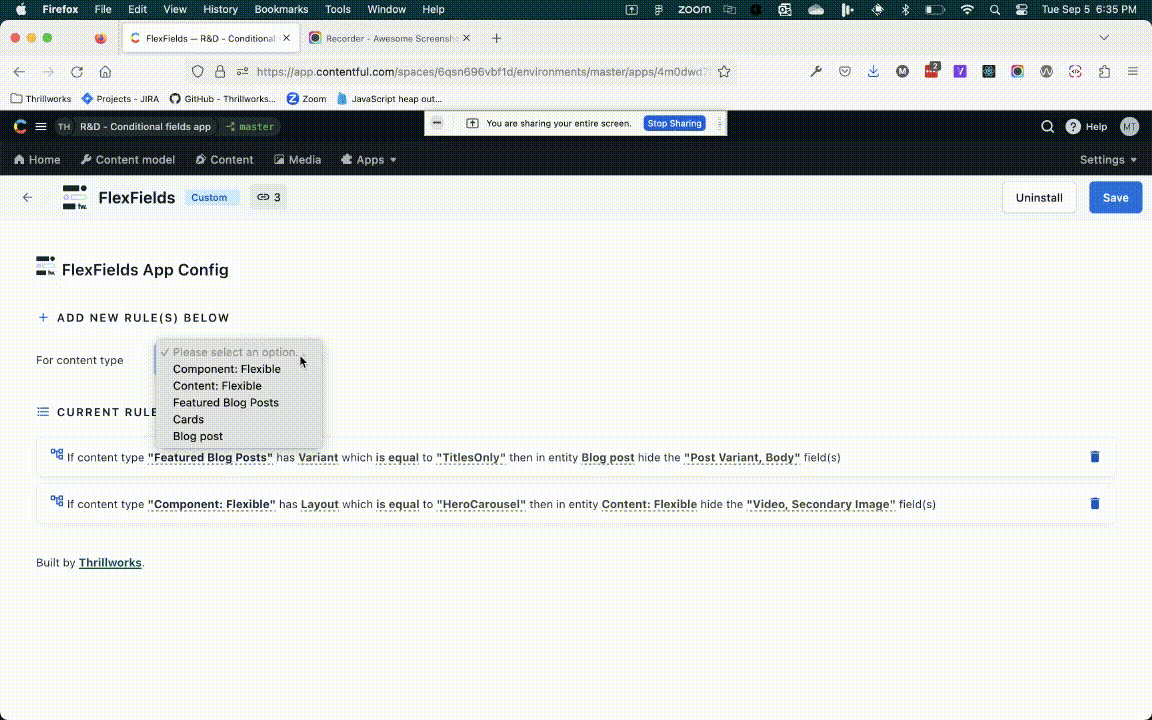 Firefox File Edit View History Bookmarks Tools Window Help zoom Tue Sep 5 6:35 PM
FlexFields — R&D - Conditional Recorder - Awesome Screensho
https://app.contentful.com/spaces/6qsn696vbf1d/environments/master/apps/4m0dwd7
2
Thrillworks Projects - JIRA GitHub - Thrillworks... Zoom JavaScript heap out...
You are sharing your entire screen. Stop Sharing
TH R&D - Conditional fields app master Help MT
Home Content model Content Media Apps Settings
FlexFields Custom 3 Uninstall Save
FlexFields App Config
+ ADD NEW RULE(S) BELOW
For content type
✓ Please select an option...
Component: Flexible
Content: Flexible
Featured Blog Posts
Cards
Blog post
CURRENT RULE
If content type "Featured Blog Posts" has Variant which is equal to "TitlesOnly" then in entity Blog post hide the "Post Variant, Body" field(s)
If content type "Component: Flexible" has Layout which is equal to "HeroCarousel" then in entity Content: Flexible hide the "Video, Secondary Image" field(s)
Built by Thrillworks.